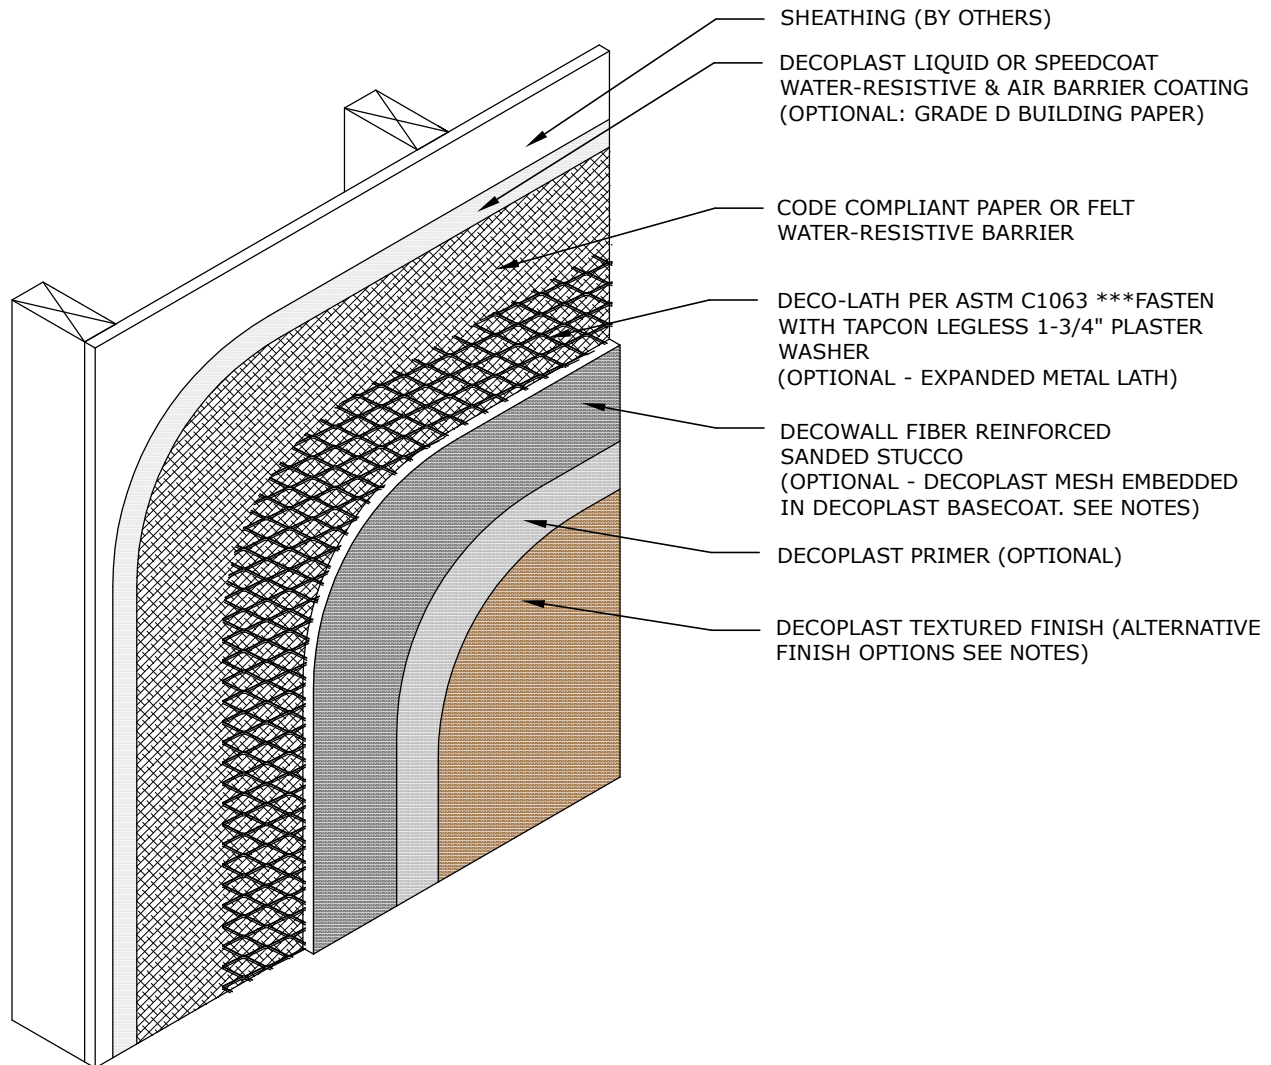 SHEATHING (BY OTHERS)
DECOPLAST LIQUID OR SPEEDCOAT
WATER-RESISTIVE & AIR BARRIER COATING
(OPTIONAL: GRADE D BUILDING PAPER)
CODE COMPLIANT PAPER OR FELT
WATER-RESISTIVE BARRIER
DECO-LATH PER ASTM C1063 ***FASTEN
WITH TAPCON LEGLESS 1-3/4" PLASTER
WASHER
(OPTIONAL - EXPANDED METAL LATH)
DECOWALL FIBER REINFORCED
SANDED STUCCO
(OPTIONAL - DECOPLAST MESH EMBEDDED
IN DECOPLAST BASECOAT. SEE NOTES)
DECOPLAST PRIMER (OPTIONAL)
DECOPLAST TEXTURED FINISH (ALTERNATIVE
FINISH OPTIONS SEE NOTES)